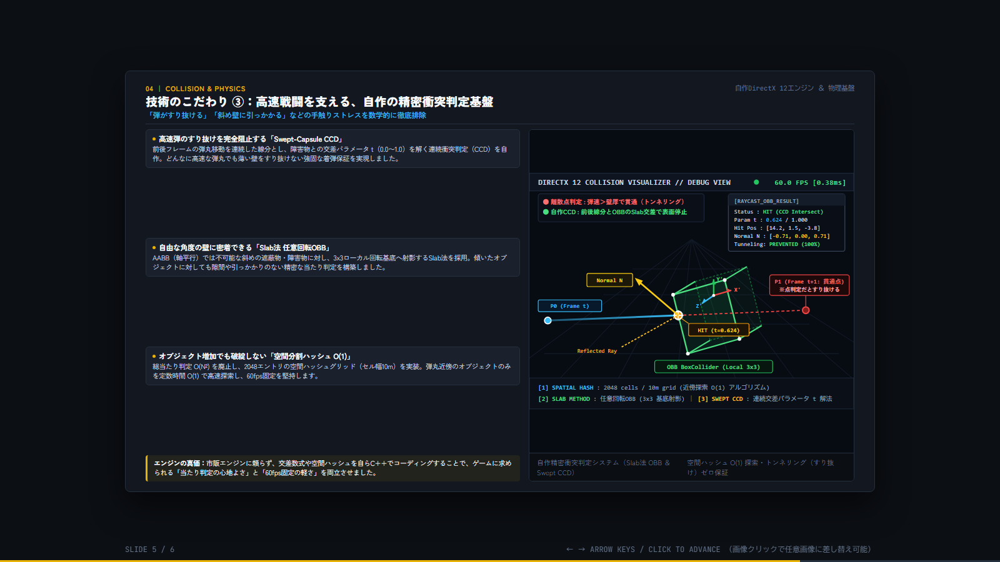 04 | COLLISION & PHYSICS
自作DirectX 12エンジン & 物理基盤
技術のこだわり ③：高速戦闘を支える、自作の精密衝突判定基盤
「弾がすり抜ける」「斜め壁に引っかかる」などの手触りストレスを数学的に徹底排除
高速弾のすり抜けを完全阻止する「Swept-Capsule CCD」
前後フレームの弾丸移動を連続した線分とし、障害物との交差パラメータ t（0.0〜1.0）を解く連続衝突判定（CCD）を自
作。どんなに高速な弾丸でも薄い壁をすり抜けない強固な着弾保証を実現しました。
自由な角度の壁に密着できる「Slab法 任意回転OBB」
AABB（軸平行）では不可能な斜めの遮蔽物・障害物に対し、3x3ローカル回転基底へ射影するSlab法を採用。傾いたオブ
ジェクトに対しても隙間や引っかかりのない精密な当たり判定を構築しました。
オブジェクト増加でも破綻しない「空間分割ハッシュ O(1)」
総当たり判定 O(N²) を廃止し、2048エントリの空間ハッシュグリッド（セル幅10m）を実装。弾丸近傍のオブジェクトのみ
を定数時間 O(1) で高速探索し、60fps固定を堅持します。
エンジンの真価：市販エンジンに頼らず、交差数式や空間ハッシュを自らC++でコーディングすることで、ゲームに求め
られる「当たり判定の心地よさ」と「60fps固定の軽さ」を両立させました。
DIRECTX 12 COLLISION VISUALIZER // DEBUG VIEW
60.0 FPS [0.38ms]
離散点判定：弾速＞壁厚で貫通（トンネリング）
自作CCD：前後線分とOBBのSlab交差で表面停止
[RAYCAST_OBB_RESULT]
Status : HIT (CCD Intersect)
Param t : 0.624 / 1.000
Hit Pos : [14.2, 1.5, -3.8]
Normal N : [-0.71, 0.00, 0.71]
Tunneling: PREVENTED (100%)
Normal N
Y'
X'
Z'
P1 (Frame t+1: 貫通点)
※点判定だとすり抜ける
P0 (Frame t)
HIT (t=0.624)
Reflected Ray
OBB BoxCollider (Local 3x3)
[1] SPATIAL HASH : 2048 cells / 10m grid (近傍探索 O(1) アルゴリズム)
[2] SLAB METHOD : 任意回転OBB (3x3 基底射影) | [3] SWEPT CCD : 連続交差パラメータ t 解法
自作精密衝突判定システム（Slab法 OBB &
Swept CCD）
空間ハッシュ O(1) 探索・トンネリング（すり抜
け）ゼロ保証
SLIDE 5 / 6
← → ARROW KEYS / CLICK TO ADVANCE （画像クリックで任意画像に差し替え可能）